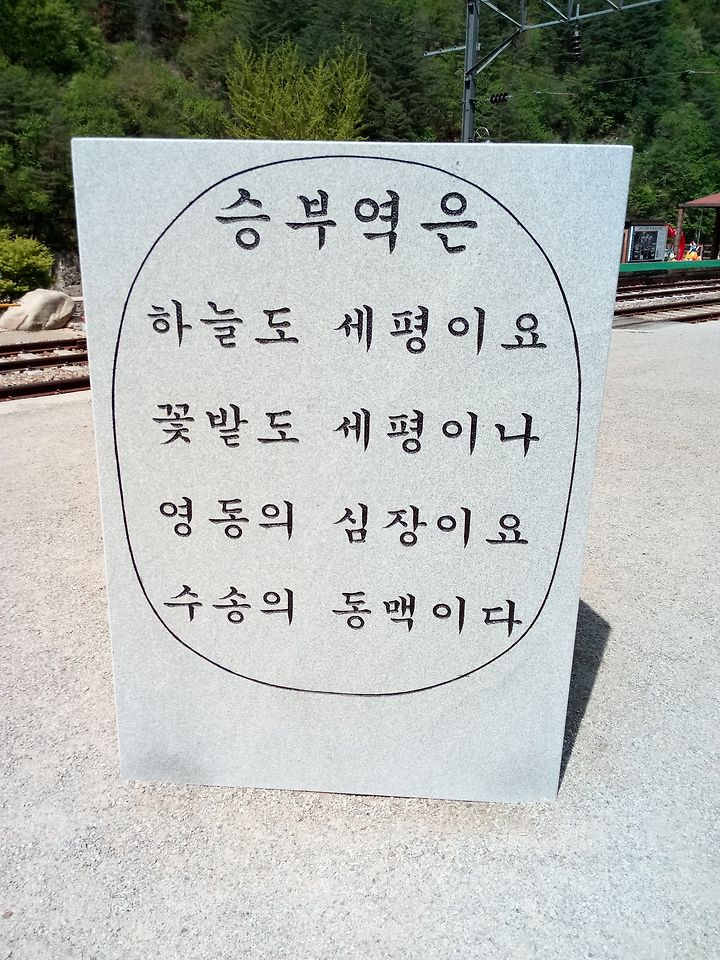 승부역은
하늘도 세평이요
꽃밭도 세평이나
영동의 심장이요
수송의 동맥이다